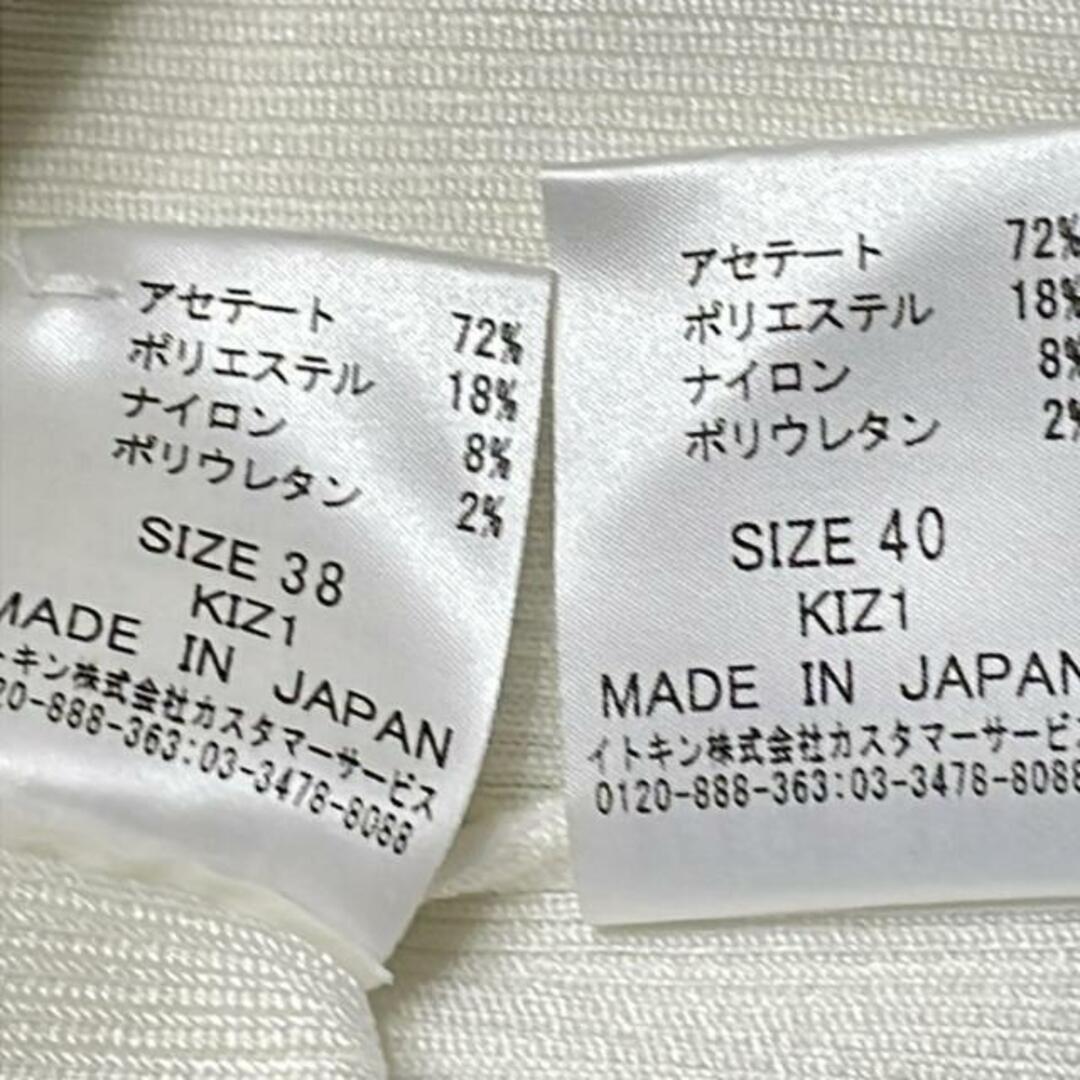 アセテート 72%
ポリエステル 18%
ナイロン 8%
ポリウレタン 2%
SIZE 38
KIZ1
MADE IN JAPAN
トキン株式会社カスタマーサービス
20-888-363:03-3478-8088
アセテート 72%
ポリエステル 18%
ナイロン 8%
ポリウレタン 2%
SIZE 40
KIZ1
MADE IN JAPAN
イトキン株式会社カスタマーサービス
0120-888-363:03-3478-8088